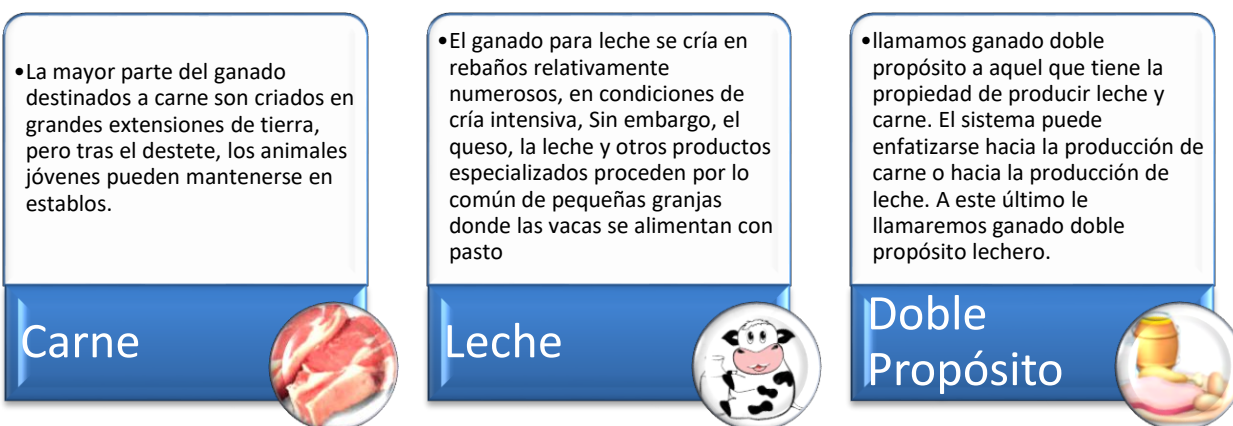 •La mayor parte del ganado
destinados a carne son criados en
grandes extensiones de tierra,
pero tras el destete, los animales
jóvenes pueden mantenerse en
establos.
Carne
•El ganado para leche se cría en
rebaños relativamente
numerosos, en condiciones de
cría intensiva, Sin embargo, el
queso, la leche y otros productos
especializados proceden por lo
común de pequeñas granjas
donde las vacas se alimentan con
pasto
Leche
•llamamos ganado doble
propósito a aquel que tiene la
propiedad de producir leche y
carne. El sistema puede
enfatizarse hacia la producción de
carne o hacia la producción de
leche. A este último le
llamaremos ganado doble
propósito lechero.
Doble
Propósito